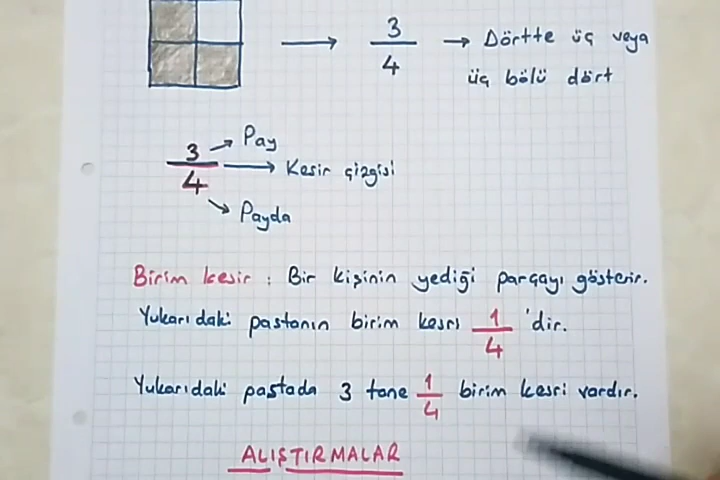 3/4 → Dörtte üç veya
üç bölü dört
3/4 → Pay
→ Kesir çizgisi
→ Payda
Birim kesir : Bir kişinin yediği parçayı gösterir.
Yukarıdaki pastanın birim kesri 1/4 'dir.
Yukarıdaki pastada 3 tane 1/4 birim kesri vardır.
ALIŞTIRMALAR